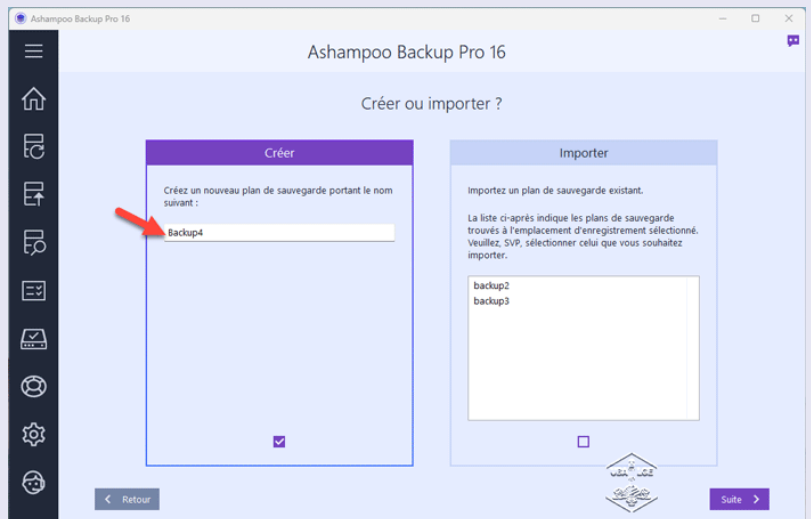 Ashampoo Backup Pro 16
Ashampoo Backup Pro 16
Créer ou importer ?
Créer
Créez un nouveau plan de sauvegarde portant le nom
suivant :
Backup4
Importer
Importez un plan de sauvegarde existant.
La liste ci-après indique les plans de sauvegarde
trouvés à l'emplacement d'enregistrement sélectionné.
Veuillez, SVP, sélectionner celui que vous souhaitez
importer.
backup2
backup3
Retour
Suite